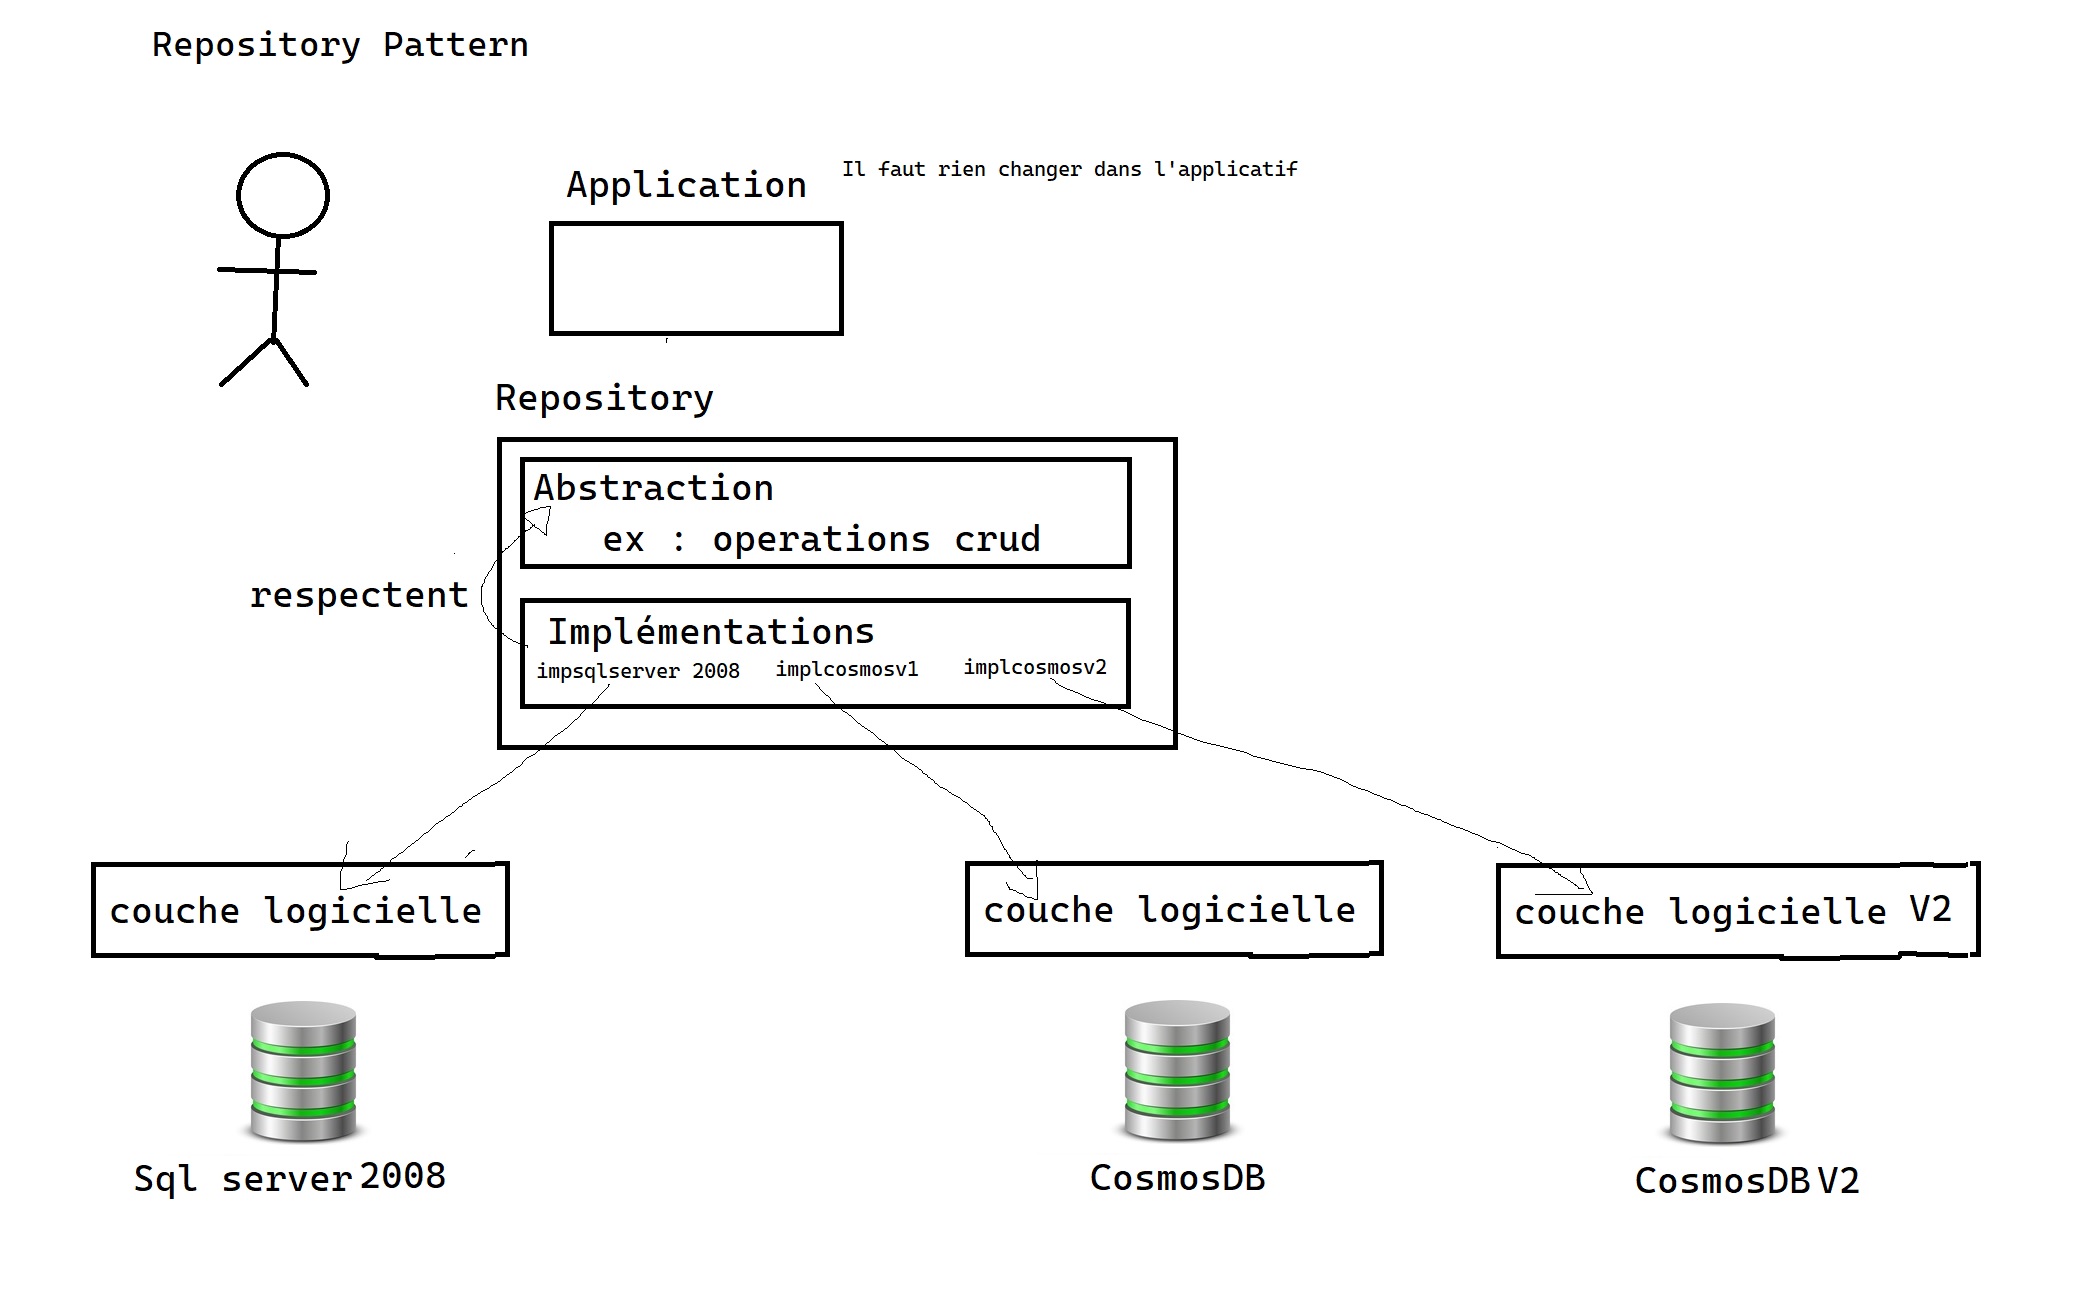 Repository Pattern
Application
Il faut rien changer dans l'applicatif
Repository
Abstraction
ex : operations crud
respectent
Implémentations
impsqlserver 2008
implcosmosv1
implcosmosv2
couche logicielle
couche logicielle
couche logicielle V2
Sql server 2008
CosmosDB
CosmosDB V2